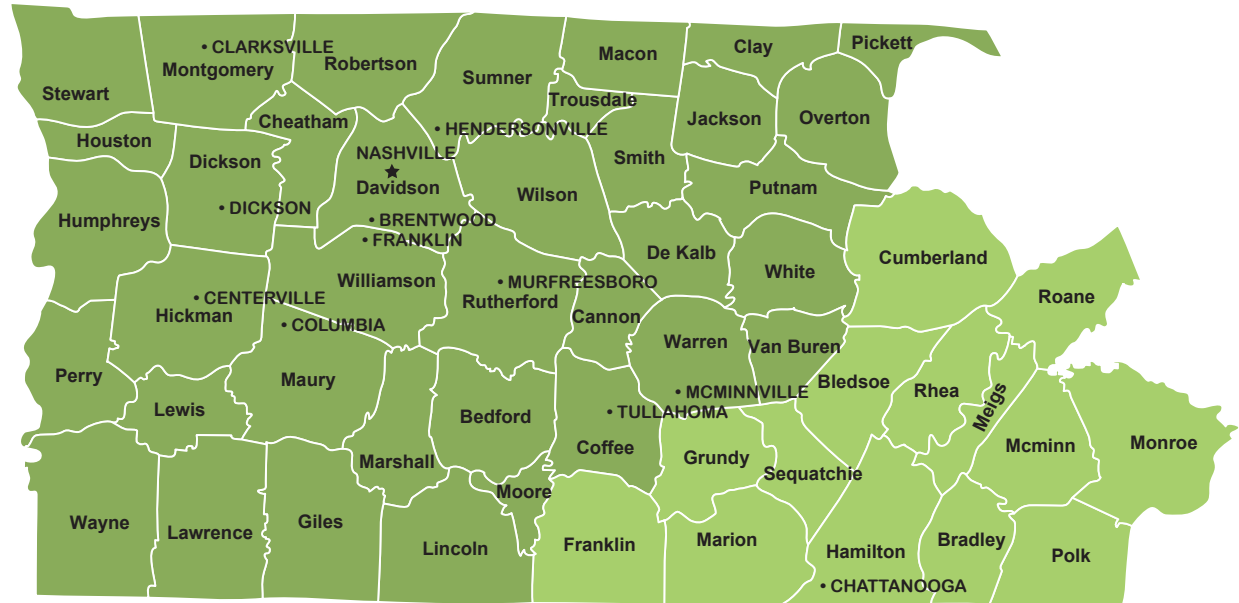 Pickett
Clay
• CLARKSVILLE
Macon
Robertson
Montgomery
Sumner
Stewart
Trousdale
Jackson
Overton
Cheatham
• HENDERSONVILLE
Houston
NASHVILLE
Smith
Dickson
Davidson
Putnam
Wilson
• DICKSON
Humphreys
• BRENTWOOD
• FRANKLIN
De Kalb
Cumberland
White
Williamson
• MURFREESBORO
• CENTERVILLE
Rutherford
Roane
Hickman
Cannon
• COLUMBIA
Warren
Van Buren
Perry
Maury
Bledsoe
Rhea
Meigs
• MCMINNVILLE
Lewis
• TULLAHOMA
Bedford
Coffee
Mcminn
Monroe
Marshall
Grundy
Sequatchie
Moore
Wayne
Giles
Lawrence
Lincoln
Franklin
Marion
Hamilton
Bradley
Polk
• CHATTANOOGA